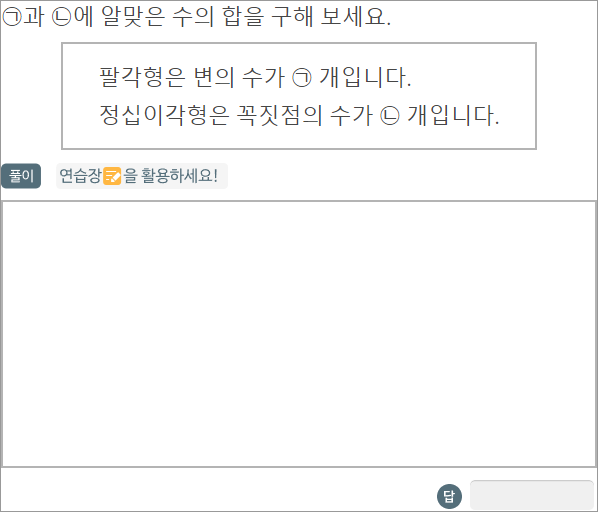 ㉠과 ㉡에 알맞은 수의 합을 구해 보세요.
팔각형은 변의 수가 ㉠ 개입니다.
정십이각형은 꼭짓점의 수가 ㉡ 개입니다.
풀이 연습장을 활용하세요!
답